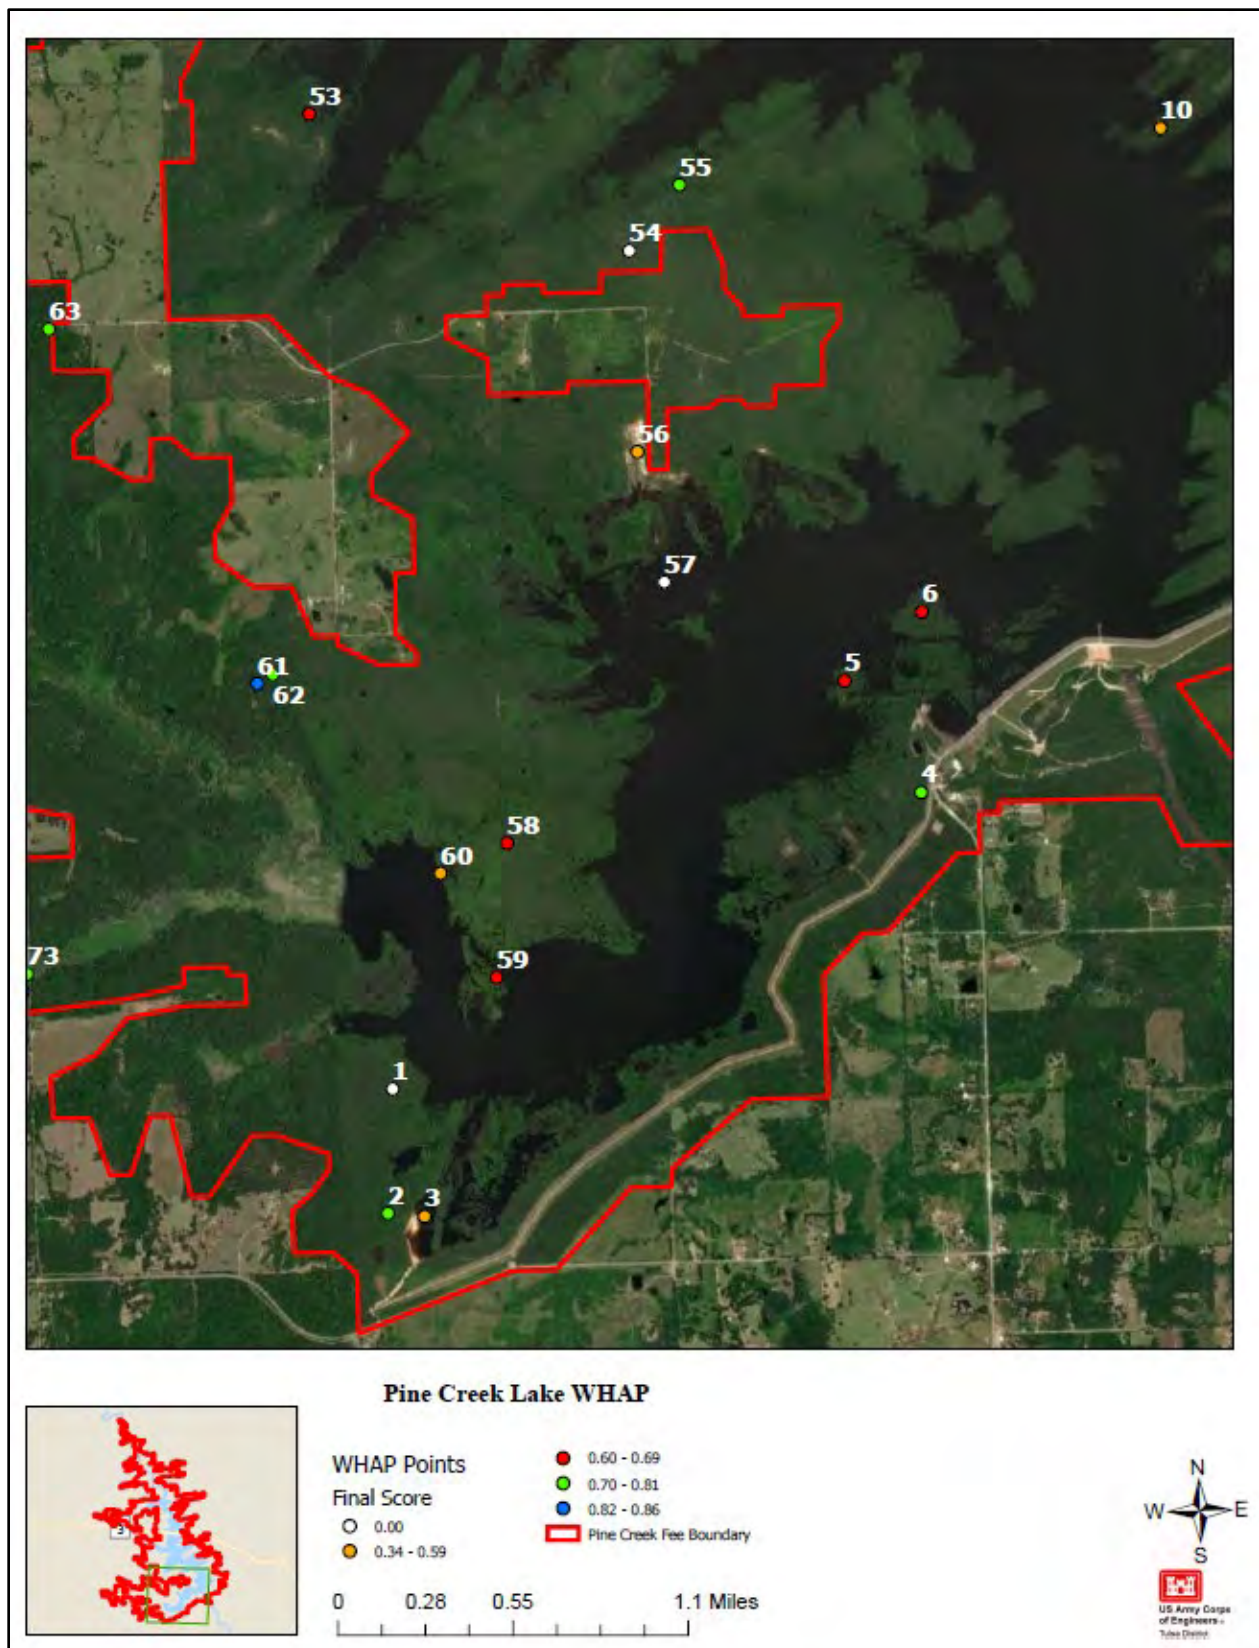 53
10
55
54
63
56
57
6
61
5
62
4
58
60
73
59
1
2
3
Pine Creek Lake WHAP
WHAP Points
Final Score
0.00
0.34 - 0.59
0.60 - 0.69
0.70 - 0.81
0.82 - 0.86
Pine Creek Fee Boundary
0 0.28 0.55 1.1 Miles
3
N
W E
S
US Army Corps
of Engineers®
Tulsa District